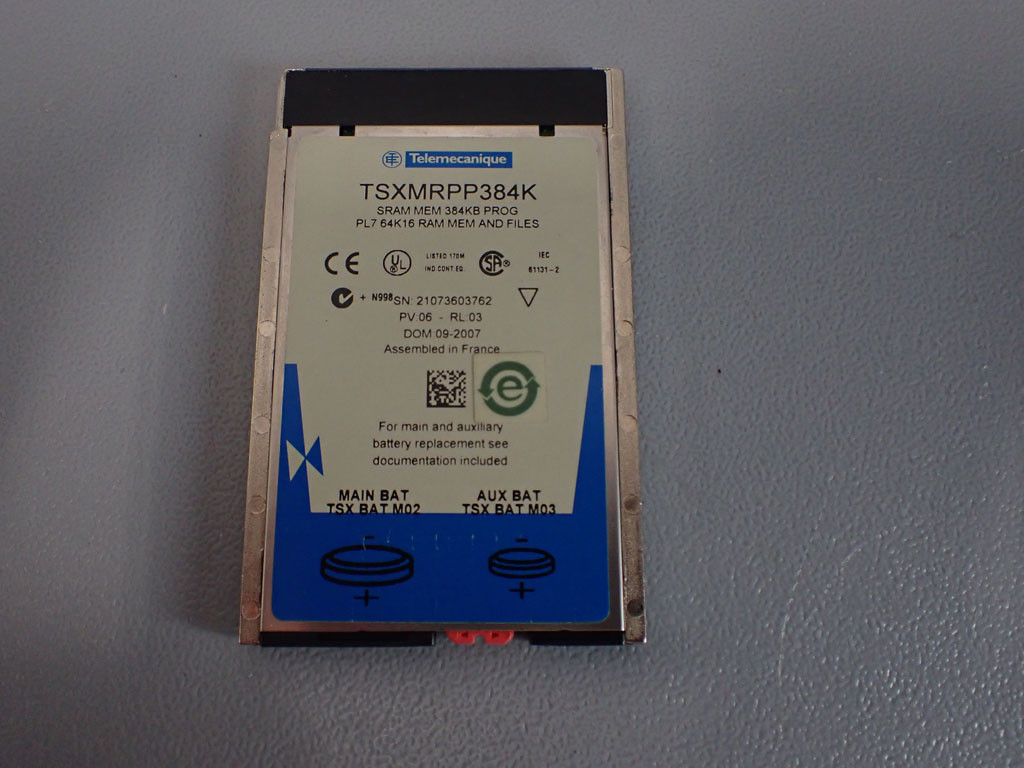 Telemecanique
TSXMRPP384K
SRAM MEM 384KB PROG
PL7 64K16 RAM MEM AND FILES
CE UL LISTED 170M IND.CONT.EQ. SA® IEC 61131-2
+ N998 SN: 21073603762
PV:06 - RL:03
DOM:09-2007
Assembled in France
e
For main and auxiliary
battery replacement see
documentation included
MAIN BAT AUX BAT
TSX BAT M02 TSX BAT M03
- -
+ +